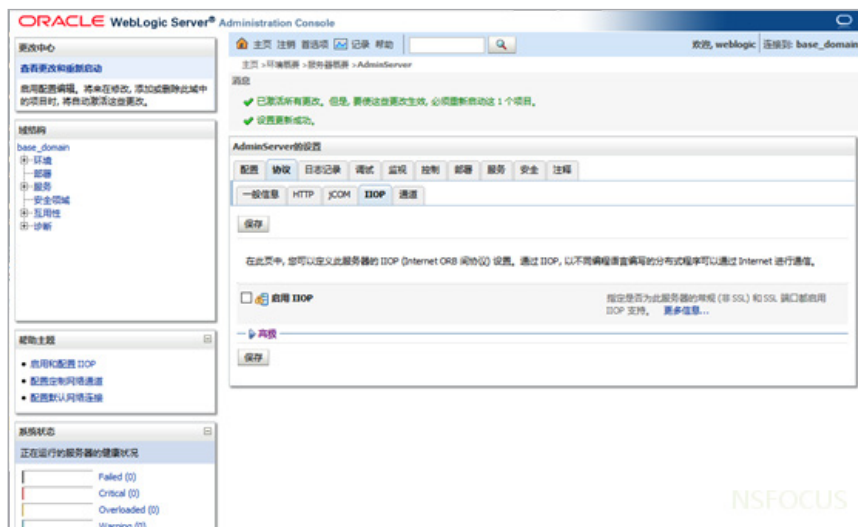 ORACLE WebLogic Server® Administration Console
更改中心
查看更改和重新启动
启用配置编辑。将来在修改, 添加或删除此域中
的项目时, 将自动激活这些更改。
域结构
base_domain
环境
部署
服务
安全领域
互用性
诊断
帮助主题
启用和配置 IIOP
配置定制网络通道
配置默认网络连接
系统状态
正在运行的服务器的健康状况
Failed (0)
Critical (0)
Overloaded (0)
Warning (0)
主页 注销 首选项 记录 帮助
欢迎, weblogic 连接到: base_domain
主页 >环境概要 >服务器概要 >AdminServer
消息
已激活所有更改。但是, 要使这些更改生效, 必须重新启动这 1 个项目。
设置更新成功。
AdminServer的设置
配置 协议 日志记录 调试 监视 控制 部署 服务 安全 注释
一般信息 HTTP jCOM IIOP 通道
保存
在此页中, 您可以定义此服务器的 IIOP (Internet ORB 间协议) 设置。通过 IIOP, 以不同编程语言编写的分布式程序可以通过 Internet 进行通信。
启用 IIOP
指定是否为此服务器的常规 (非 SSL) 和 SSL 端口都启用
IIOP 支持。 更多信息...
高级
保存
NSFOCUS